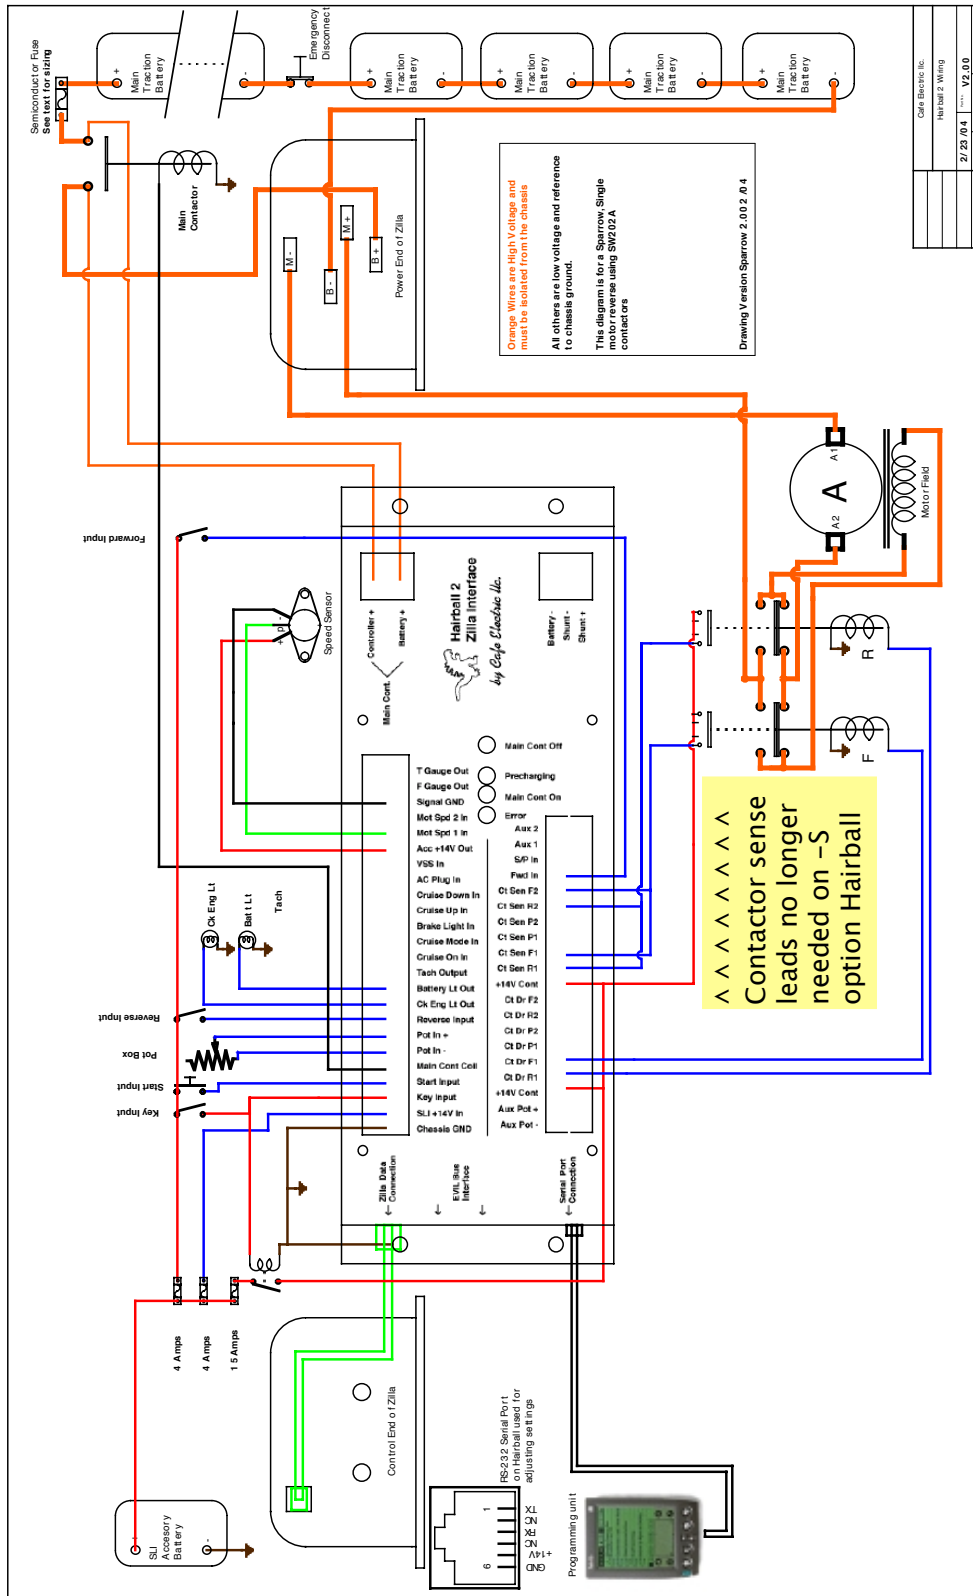 Semiconductor Fuse
See text for sizing
+
Main
Traction
Battery
-
Emergency
Disconnect
+
Main
Traction
Battery
-
+
Main
Traction
Battery
-
+
Main
Traction
Battery
-
+
Main
Traction
Battery
-
Main
Contactor
M -
B -
M +
B +
Power End of Zilla
Orange Wires are High Voltage and
must be isolated from the chassis
All others are low voltage and reference
to chassis ground.
This diagram is for a Sparrow, Single
motor reverse using SW202A
contactors
Drawing Version Sparrow 2.00 2/04
Cafe Electric llc.
Hairball 2 Wiring
2/23/04
V2.00
Forward Input
+ p -
Speed Sensor
Ck Eng Lt
Batt Lt
Tach
Reverse Input
Pot Box
Start Input
Key Input
4 Amps
4 Amps
15 Amps
SLI
Accesory
Battery
-
Controller +
Battery +
Main Cont.
Hairball 2
Zilla Interface
by Cafe Electric llc.
Battery -
Shunt -
Shunt +
Main Cont Off
Precharging
Main Cont On
Error
T Gauge Out
F Gauge Out
Signal GND
Mot Spd 2 In
Mot Spd 1 In
Acc +14V Out
VSS In
AC Plug In
Cruise Down In
Cruise Up In
Brake Light In
Cruise Mode In
Cruise On In
Tach Output
Battery Lt Out
Ck Eng Lt Out
Reverse Input
Pot In +
Pot In -
Main Cont Coil
Start Input
Key Input
SLI +14V In
Chassis GND
Aux 2
Aux 1
S/P In
Fwd In
Ct Sen F2
Ct Sen R2
Ct Sen P2
Ct Sen P1
Ct Sen F1
Ct Sen R1
+14V Cont
Ct Dr F2
Ct Dr R2
Ct Dr P2
Ct Dr P1
Ct Dr F1
Ct Dr R1
+14V Cont
Aux Pot +
Aux Pot -
Zilla Data
Connection
EVIL Bus
Interface
Serial Port
Connection
Control End of Zilla
RS-232 Serial Port
on Hairball used for
adjusting settings
1
6
TX
NC
RX
NC
+14V
GND
Programming unit
A1
A
A2
Motor Field
R
F
^ ^ ^ ^ ^ ^ ^
Contactor sense
leads no longer
needed on -S
option Hairball